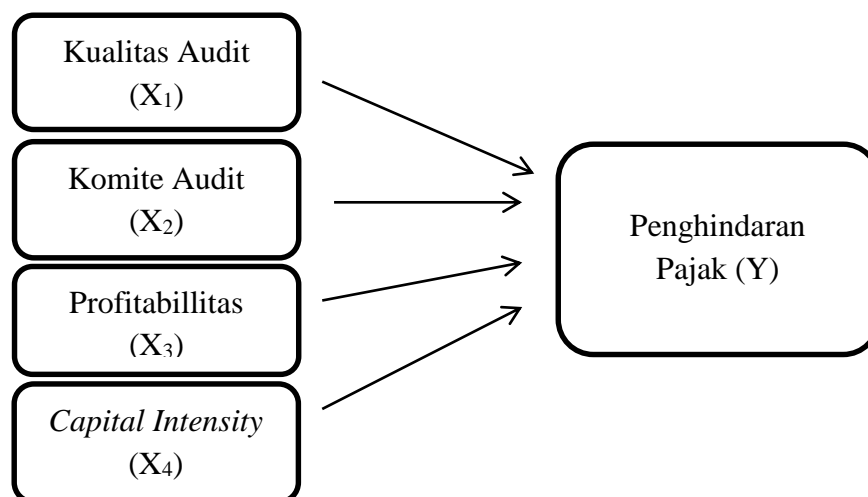 Kualitas Audit
(X₁)
Komite Audit
(X₂)
Profitabillitas
(X₃)
Capital Intensity
(X₄)
Penghindaran
Pajak (Y)